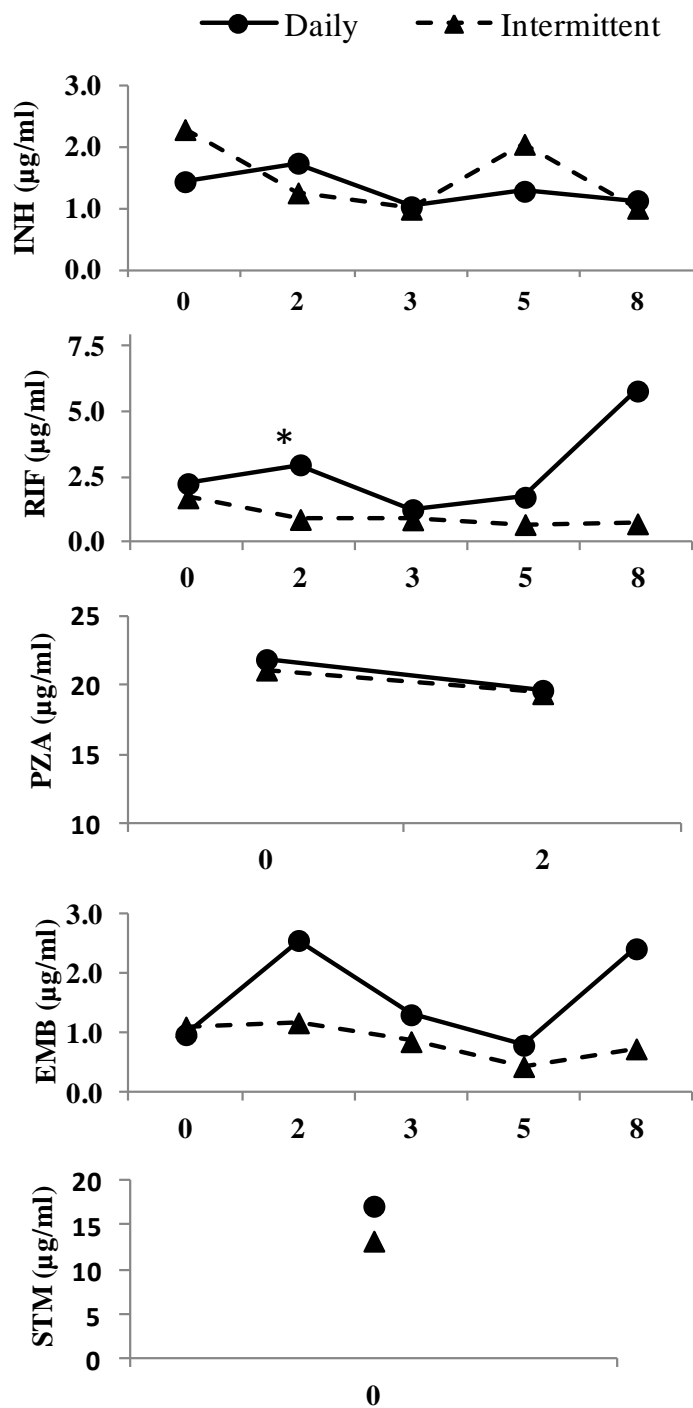 Daily Intermittent
INH (µg/ml)
3.0
2.0
1.0
0.0
0 2 3 5 8
RIF (µg/ml)
7.5
5.0
2.5
0.0
*
0 2 3 5 8
PZA (µg/ml)
25
20
15
10
0 2
EMB (µg/ml)
3.0
2.0
1.0
0.0
0 2 3 5 8
STM (µg/ml)
20
15
10
5
0
0